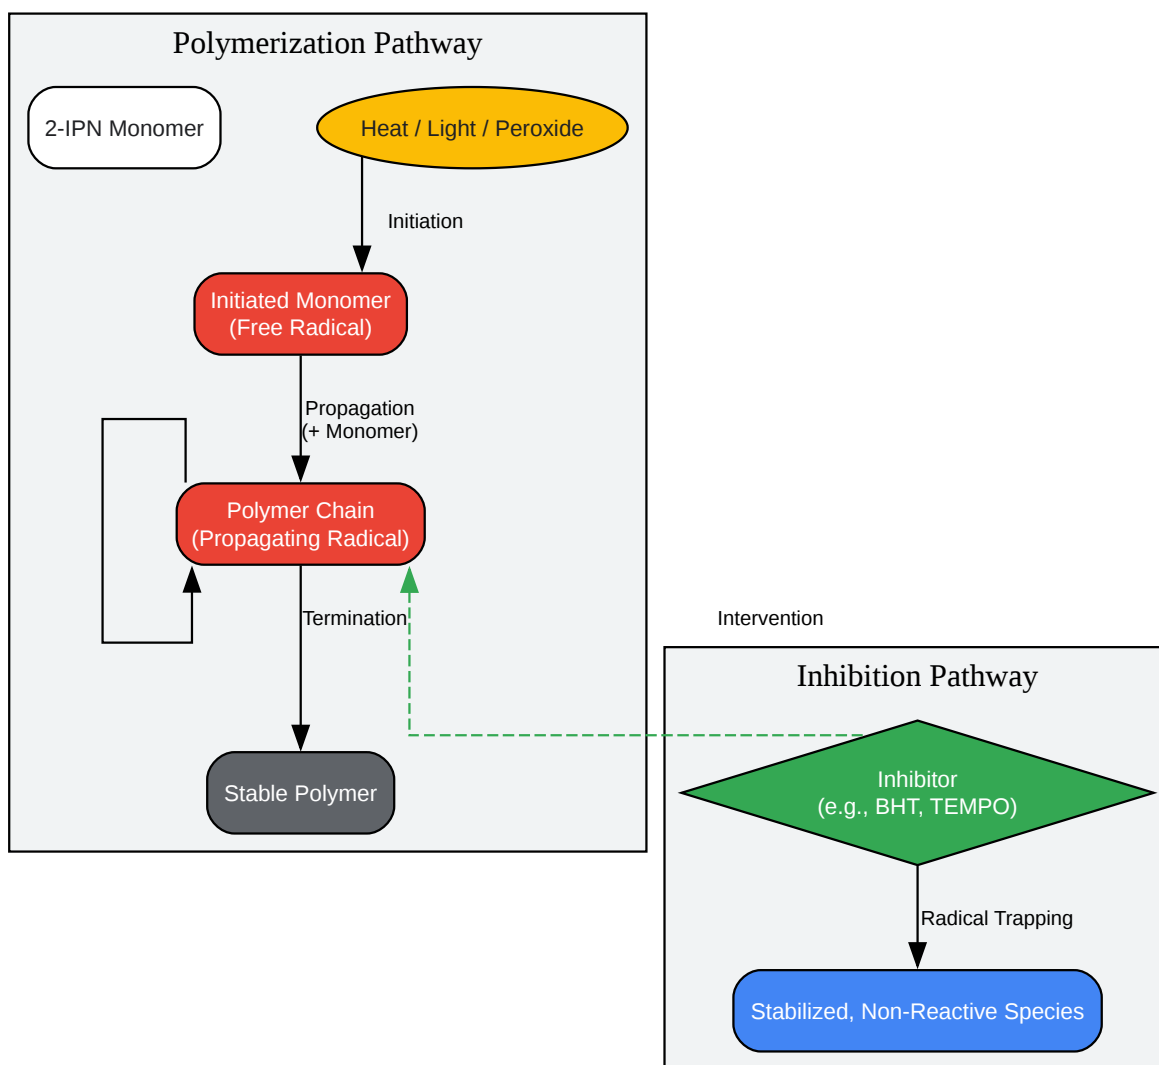 Polymerization Pathway
2-IPN Monomer
Heat / Light / Peroxide
Initiation
Initiated Monomer
(Free Radical)
Propagation
(+ Monomer)
Polymer Chain
(Propagating Radical)
Termination
Intervention
Stable Polymer
Inhibition Pathway
Inhibitor
(e.g., BHT, TEMPO)
Radical Trapping
Stabilized, Non-Reactive Species